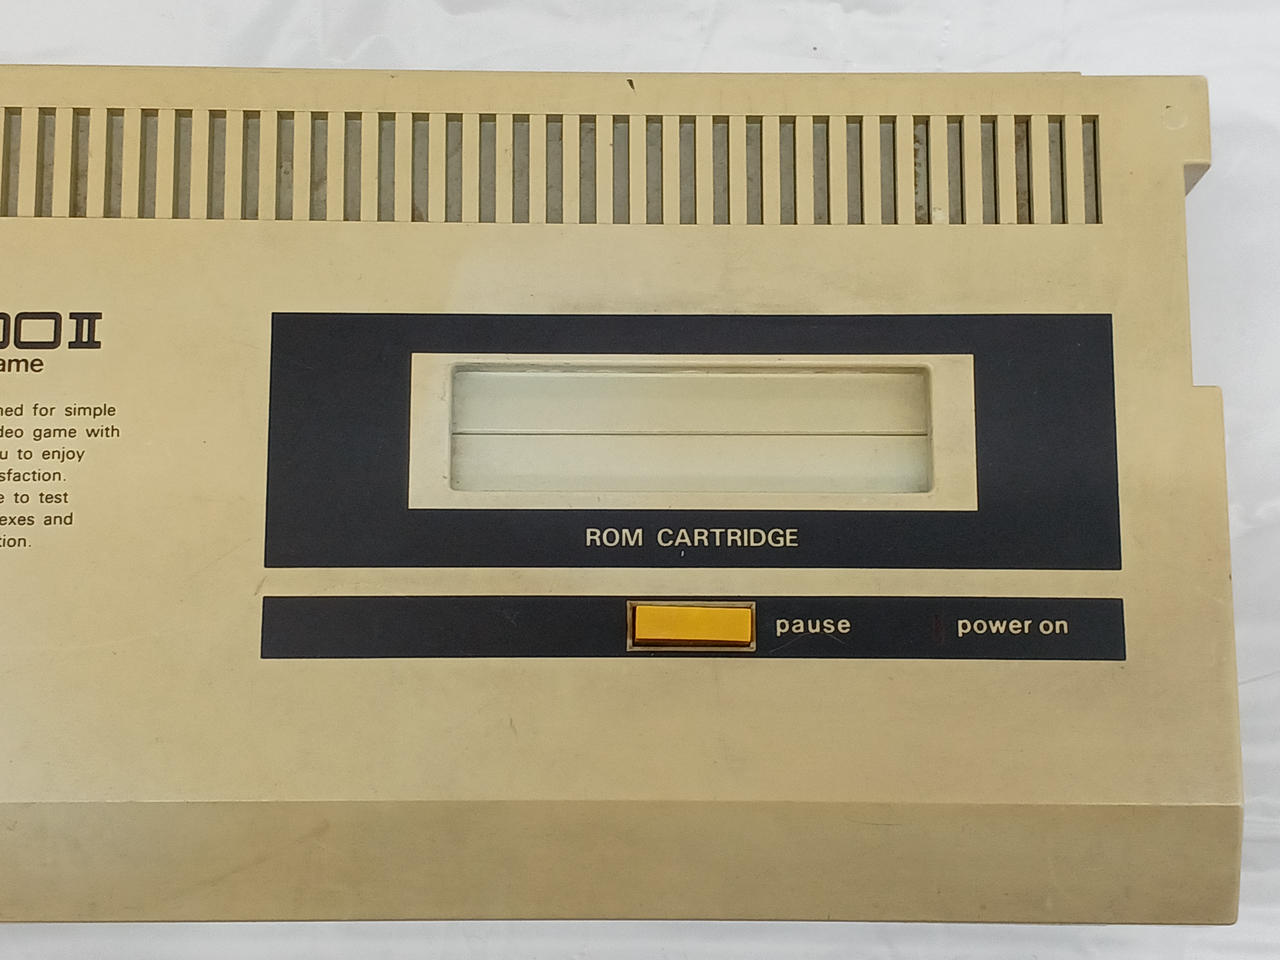 00II
ame
ned for simple
deo game with
u to enjoy
sfaction.
e to test
exes and
tion.
ROM CARTRIDGE
pause
power on